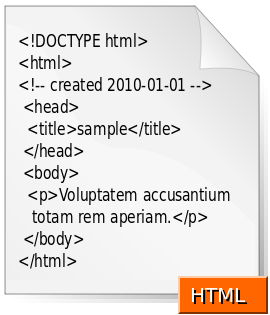 <!DOCTYPE html>
<html>
<!-- created 2010-01-01 -->
<head>
<title>sample</title>
</head>
<body>
<p>Voluptatem accusantium
totam rem aperiam.</p>
</body>
</html>
HTML